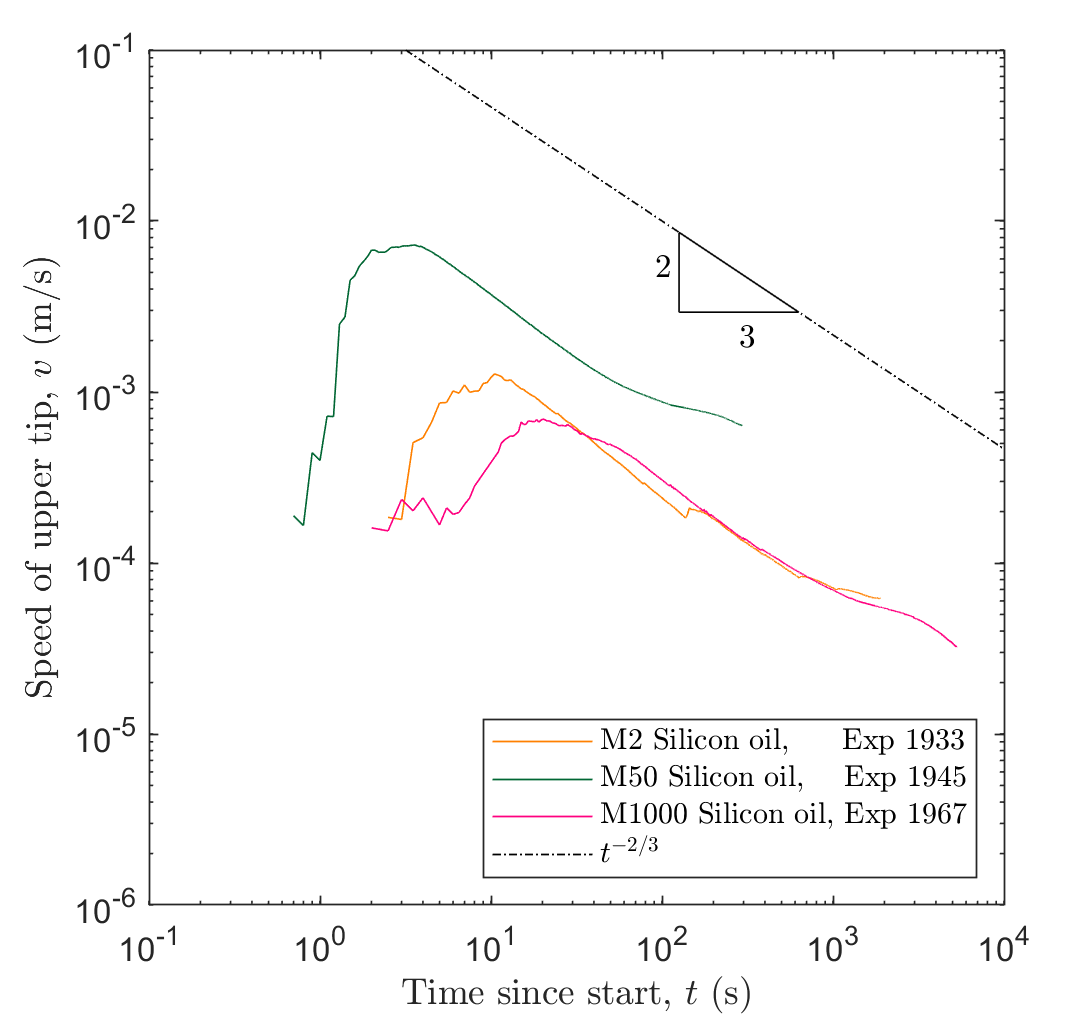 10^-1
10^-2
10^-3
10^-4
10^-5
10^-6
Speed of upper tip, v (m/s)
2
3
M2 Silicon oil, Exp 1933
M50 Silicon oil, Exp 1945
M1000 Silicon oil, Exp 1967
t^-2/3
10^-1 10^0 10^1 10^2 10^3 10^4
Time since start, t (s)